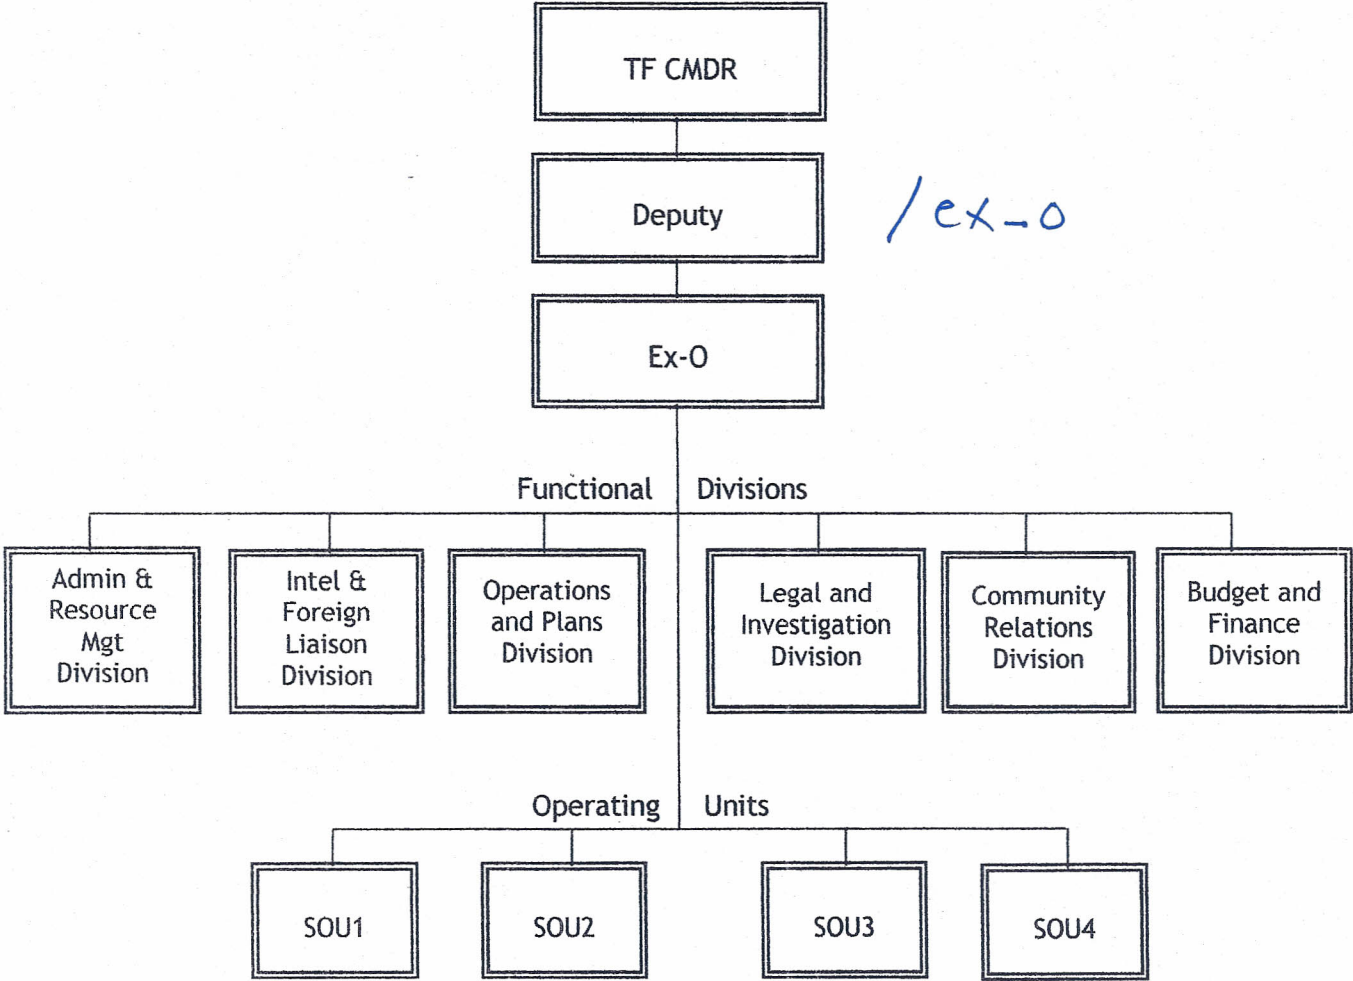 TF CMDR
Deputy
/ex-o
Ex-O
Functional Divisions
Admin &
Resource
Mgt
Division
Intel &
Foreign
Liaison
Division
Operations
and Plans
Division
Legal and
Investigation
Division
Community
Relations
Division
Budget and
Finance
Division
Operating Units
SOU1
SOU2
SOU3
SOU4